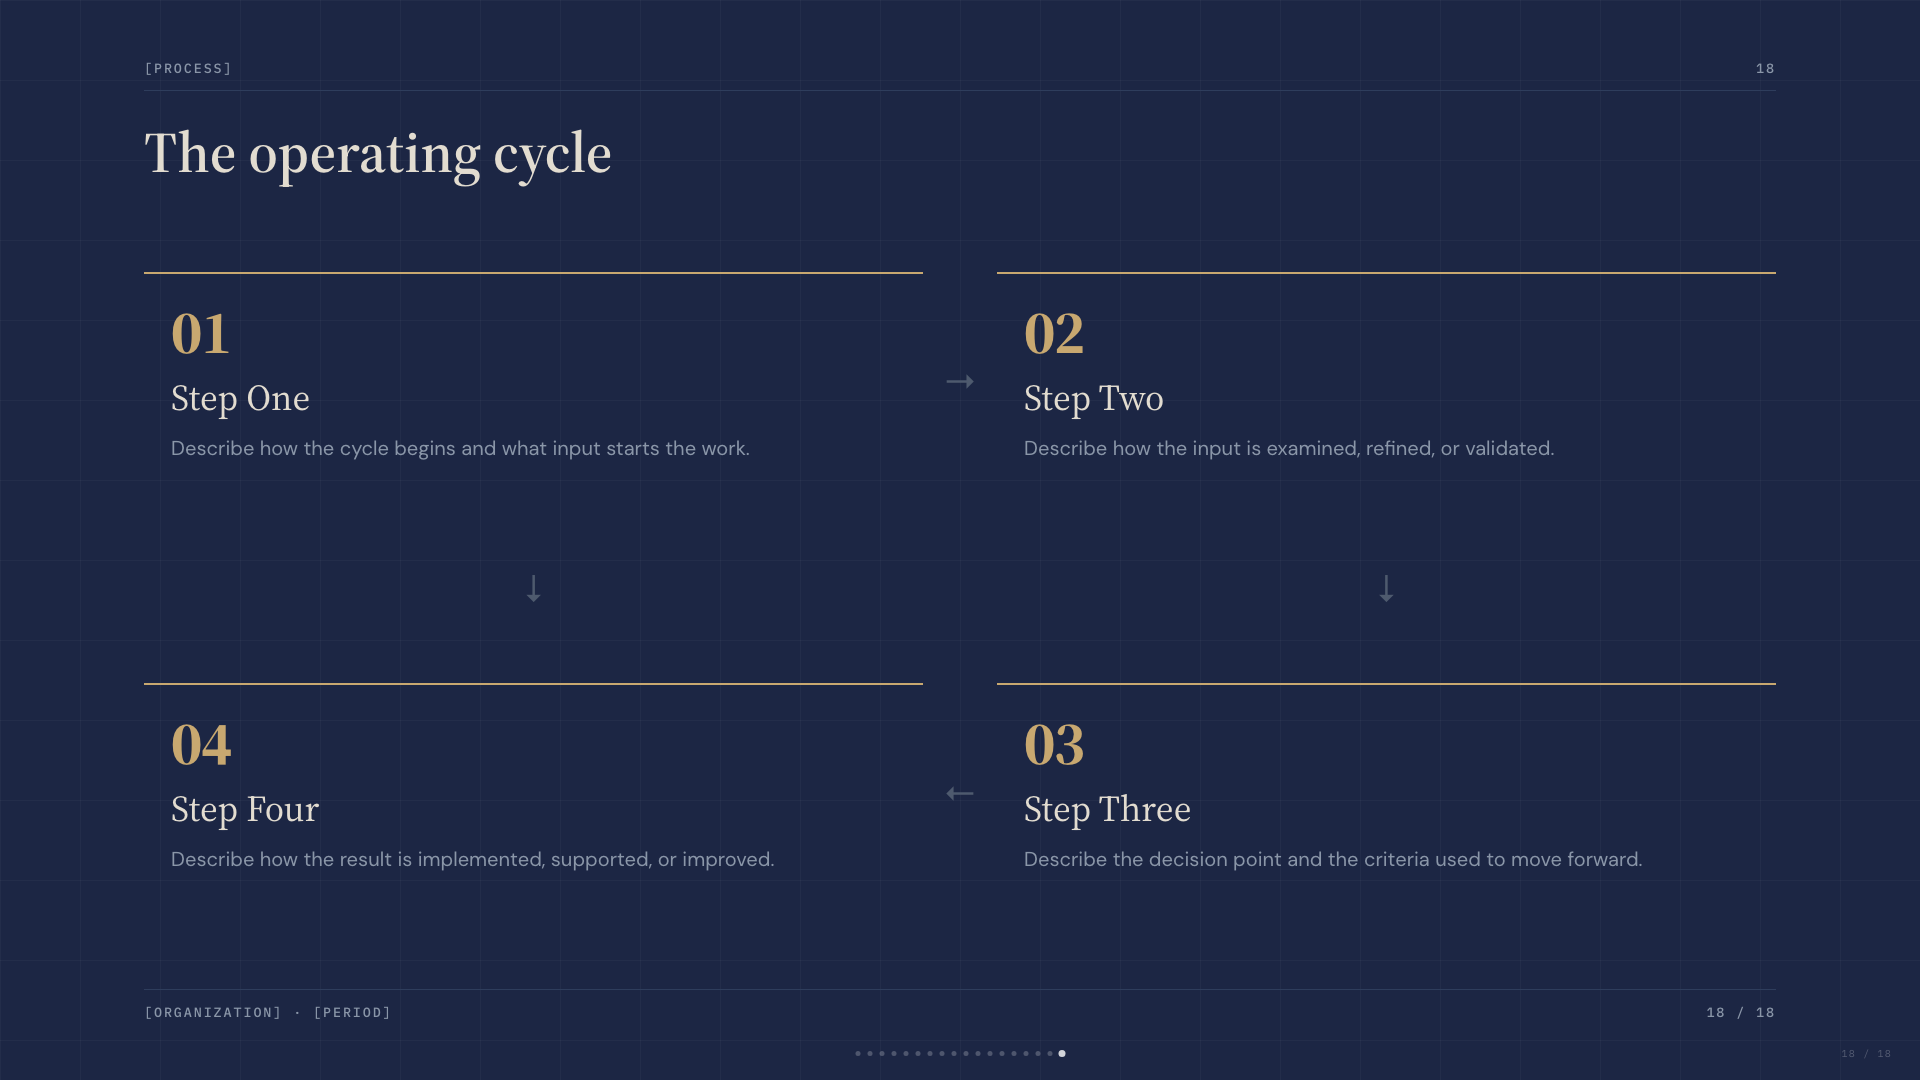 [PROCESS]
18
The operating cycle
01
Step One
Describe how the cycle begins and what input starts the work.
→
02
Step Two
Describe how the input is examined, refined, or validated.
↓
↓
04
Step Four
Describe how the result is implemented, supported, or improved.
←
03
Step Three
Describe the decision point and the criteria used to move forward.
[ORGANIZATION] · [PERIOD]
18 / 18
18 / 18